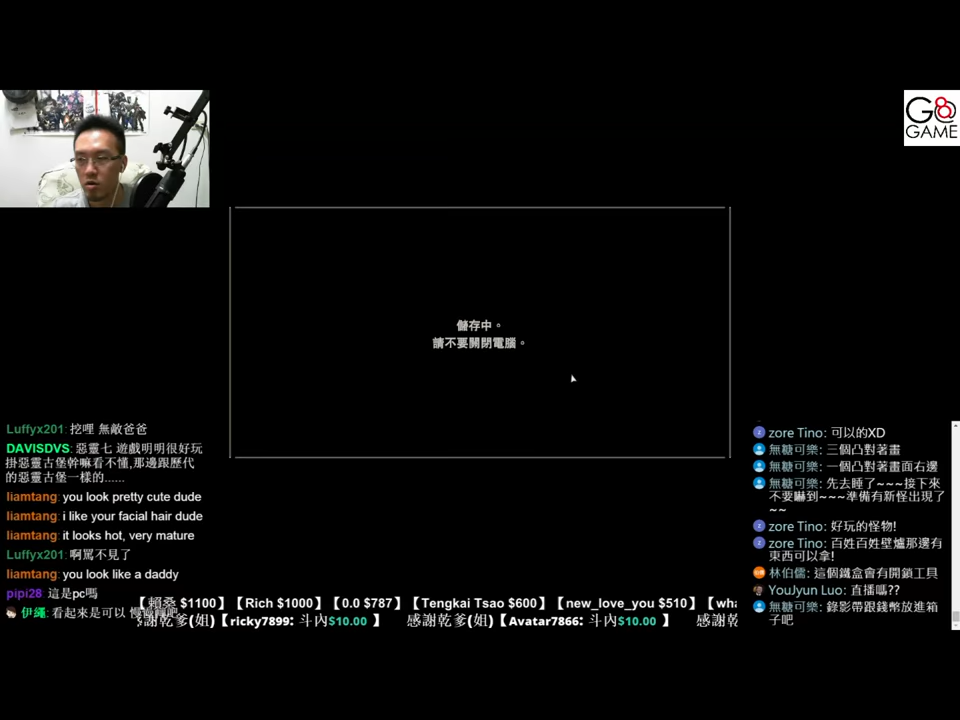 G8
GAME
儲存中。
請不要關閉電腦。
Luffyx201: 挖哩 無敵爸爸
DAVISDVS: 惡靈七 遊戲明明很好玩
掛惡靈古堡幹嘛看不懂,那邊跟歷代
的惡靈古堡一樣的......
liamtang: you look pretty cute dude
liamtang: i like your facial hair dude
liamtang: it looks hot, very mature
Luffyx201: 啊罵不見了
liamtang: you look like a daddy
pipi28: 這是pc嗎
伊繩: 看起來是可以
zore Tino: 可以的XD
無糖可樂: 三個凸對著畫
無糖可樂: 一個凸對著畫面右邊
無糖可樂: 先去睡了~~~接下來
不要嚇到~~~準備有新怪出現了
~~
zore Tino: 好玩的怪物!
zore Tino: 百姓百姓壁爐那邊有
東西可以拿!
林伯儒: 這個鐵盒會有開鎖工具
YouJyun Luo: 直播嗎??
無糖可樂: 錄影帶跟錢幣放進箱
子吧
【賴桑 $1100】【Rich $1000】【0.0 $787】【Tengkai Tsao $600】【new_love_you $510】【wha
謝乾爹(姐)【ricky7899: 斗內$10.00 】 感謝乾爹(姐)【Avatar7866: 斗內$10.00 】 感謝乾